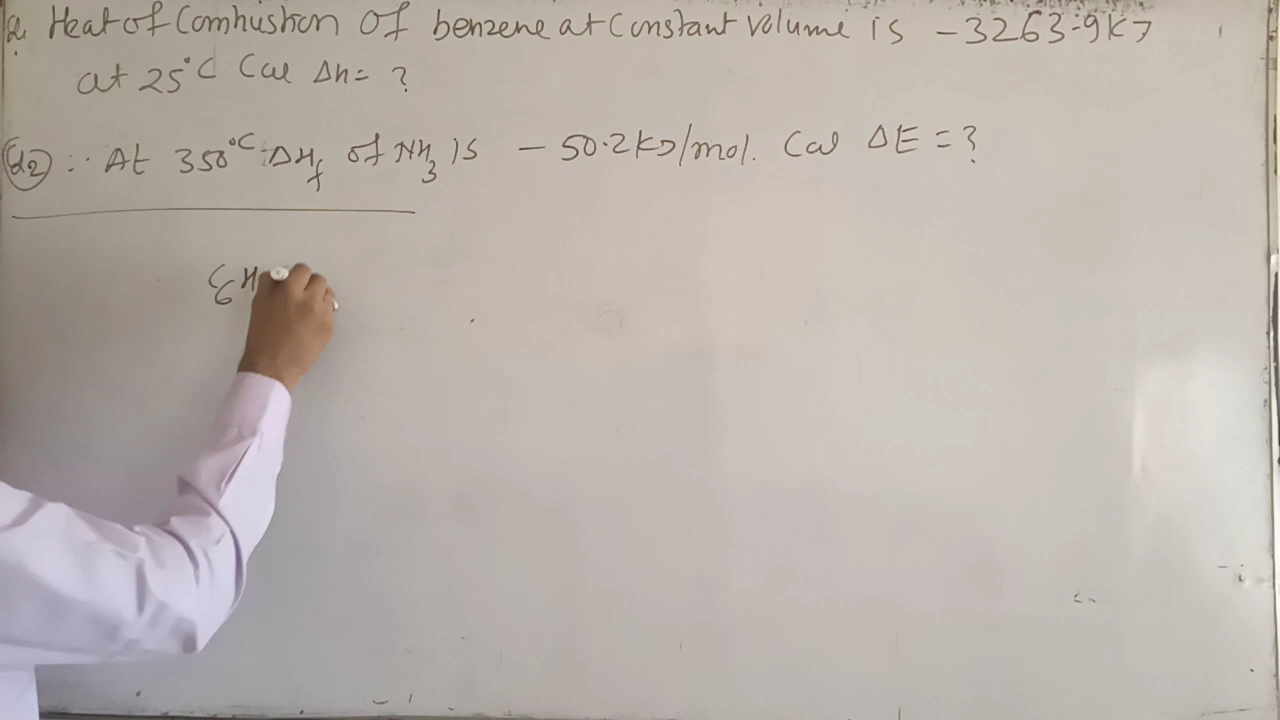 Q. Heat of Combustion Of benzene at Constant Volume is -3263.9kJ
at 25°C Cal Δh= ?
Q2 :. At 350°C ΔHf of NH3 is - 50.2kJ/mol. Cal ΔE = ?
C6H